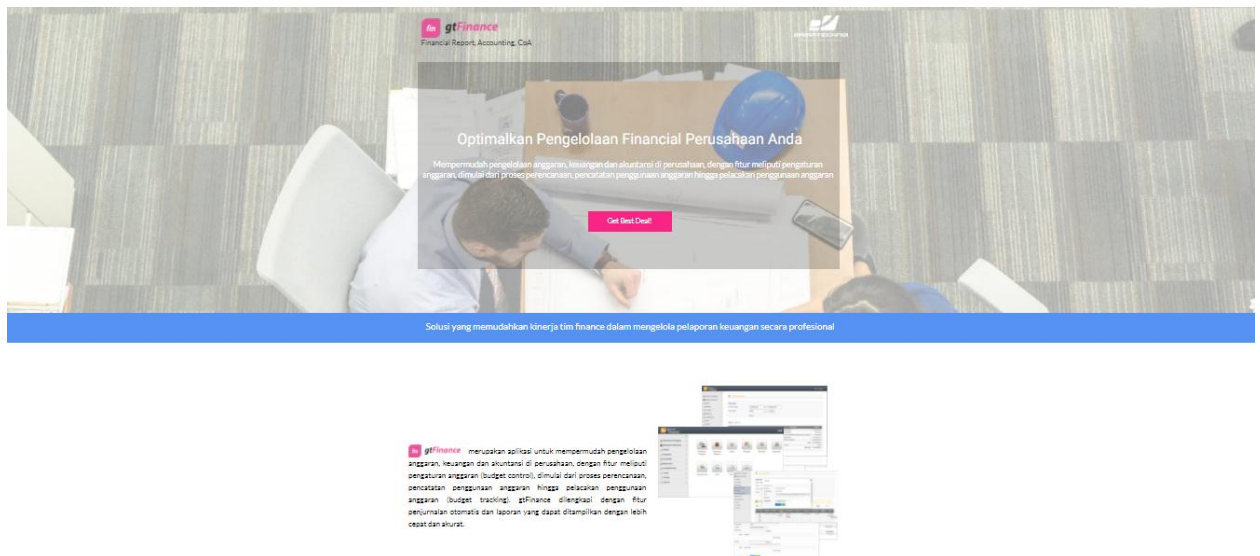 fin gtFinance
Financial Report, Accounting, CoA
Optimalkan Pengelolaan Financial Perusahaan Anda
Mempermudah pengelolaan anggaran, keuangan dan akuntansi di perusahaan, dengan fitur meliputi pengaturan
anggaran, dimulai dari proses perencanaan, pencatatan penggunaan anggaran hingga pelacakan penggunaan anggaran
Get Best Deal!
Solusi yang memudahkan kinerja tim finance dalam mengelola pelaporan keuangan secara profesional
fin gtFinance merupakan aplikasi untuk mempermudah pengelolaan
anggaran, keuangan dan akuntansi di perusahaan, dengan fitur meliputi
pengaturan anggaran (budget control), dimulai dari proses perencanaan,
pencatatan penggunaan anggaran hingga pelacakan penggunaan
anggaran (budget tracking). gtFinance dilengkapi dengan fitur
penjurnalan otomatis dan laporan yang dapat ditampilkan dengan lebih
cepat dan akurat.